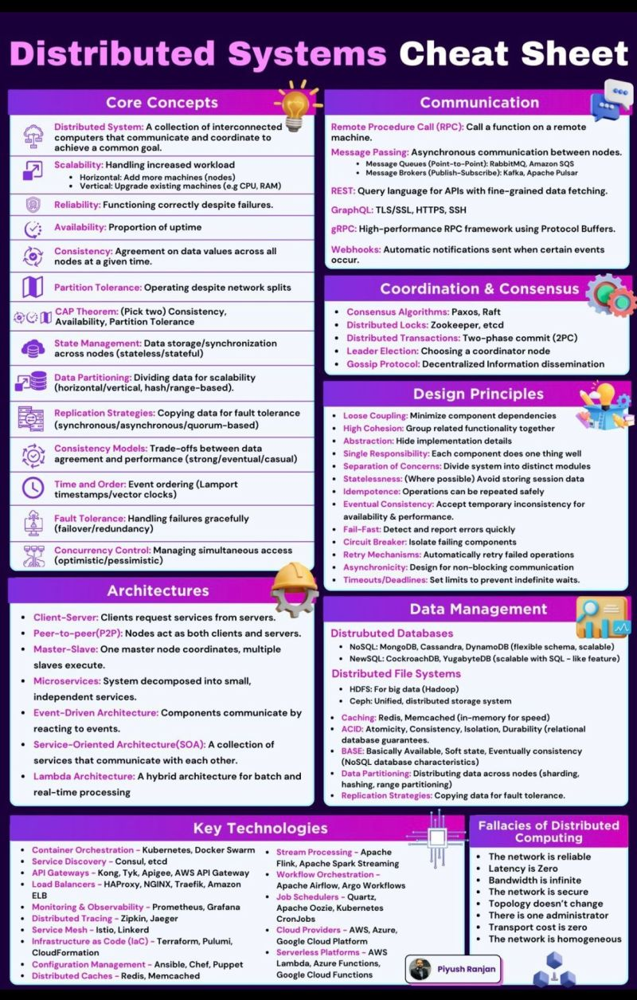 Distributed Systems Cheat Sheet
Core Concepts
Distributed System: A collection of interconnected
computers that communicate and coordinate to
achieve a common goal.
Scalability: Handling increased workload
• Horizontal: Add more machines (nodes)
• Vertical: Upgrade existing machines (e.g CPU, RAM)
Reliability: Functioning correctly despite failures.
Availability: Proportion of uptime
Consistency: Agreement on data values across all
nodes at a given time.
Partition Tolerance: Operating despite network splits
CAP Theorem: (Pick two) Consistency,
Availability, Partition Tolerance
State Management: Data storage/synchronization
across nodes (stateless/stateful)
Data Partitioning: Dividing data for scalability
(horizontal/vertical, hash/range-based).
Replication Strategies: Copying data for fault tolerance
(synchronous/asynchronous/quorum-based)
Consistency Models: Trade-offs between data
agreement and performance (strong/eventual/casual)
Time and Order: Event ordering (Lamport
timestamps/vector clocks)
Fault Tolerance: Handling failures gracefully
(failover/redundancy)
Concurrency Control: Managing simultaneous access
(optimistic/pessimistic)
Architectures
• Client-Server: Clients request services from servers.
• Peer-to-peer(P2P): Nodes act as both clients and servers.
• Master-Slave: One master node coordinates, multiple
slaves execute.
• Microservices: System decomposed into small,
independent services.
• Event-Driven Architecture: Components communicate by
reacting to events.
• Service-Oriented Architecture(SOA): A collection of
services that communicate with each other.
• Lambda Architecture: A hybrid architecture for batch and
real-time processing
Communication
Remote Procedure Call (RPC): Call a function on a remote
machine.
Message Passing: Asynchronous communication between nodes.
• Message Queues (Point-to-Point): RabbitMQ, Amazon SQS
• Message Brokers (Publish-Subscribe): Kafka, Apache Pulsar
REST: Query language for APIs with fine-grained data fetching.
GraphQL: TLS/SSL, HTTPS, SSH
gRPC: High-performance RPC framework using Protocol Buffers.
Webhooks: Automatic notifications sent when certain events
occur.
Coordination & Consensus
• Consensus Algorithms: Paxos, Raft
• Distributed Locks: Zookeeper, etcd
• Distributed Transactions: Two-phase commit (2PC)
• Leader Election: Choosing a coordinator node
• Gossip Protocol: Decentralized Information dissemination
Design Principles
• Loose Coupling: Minimize component dependencies
• High Cohesion: Group related functionality together
• Abstraction: Hide implementation details
• Single Responsibility: Each component does one thing well
• Separation of Concerns: Divide system into distinct modules
• Statelessness: (Where possible) Avoid storing session data
• Idempotence: Operations can be repeated safely
• Eventual Consistency: Accept temporary inconsistency for
availability & performance.
• Fail-Fast: Detect and report errors quickly
• Circuit Breaker: Isolate failing components
• Retry Mechanisms: Automatically retry failed operations
• Asynchronicity: Design for non-blocking communication
• Timeouts/Deadlines: Set limits to prevent indefinite waits.
Data Management
Distrubuted Databases
• NoSQL: MongoDB, Cassandra, DynamoDB (flexible schema, scalable)
• NewSQL: CockroachDB, YugabyteDB (scalable with SQL - like feature)
Distributed File Systems
• HDFS: For big data (Hadoop)
• Ceph: Unified, distributed storage system
• Caching: Redis, Memcached (in-memory for speed)
• ACID: Atomicity, Consistency, Isolation, Durability (relational
database guarantees.
• BASE: Basically Available, Soft state, Eventually consistency
(NoSQL database characteristics)
• Data Partitioning: Distributing data across nodes (sharding,
hashing, range partitioning)
• Replication Strategies: Copying data for fault tolerance.
Key Technologies
• Container Orchestration - Kubernetes, Docker Swarm
• Service Discovery - Consul, etcd
• API Gateways - Kong, Tyk, Apigee, AWS API Gateway
• Load Balancers - HAProxy, NGINX, Traefik, Amazon
ELB
• Monitoring & Observability - Prometheus, Grafana
• Distributed Tracing - Zipkin, Jaeger
• Service Mesh - Istio, Linkerd
• Infrastructure as Code (IaC) - Terraform, Pulumi,
CloudFormation
• Configuration Management - Ansible, Chef, Puppet
• Distributed Caches - Redis, Memcached
• Stream Processing - Apache
Flink, Apache Spark Streaming
• Workflow Orchestration -
Apache Airflow, Argo Workflows
• Job Schedulers - Quartz,
Apache Oozie, Kubernetes
CronJobs
• Cloud Providers - AWS, Azure,
Google Cloud Platform
• Serverless Platforms - AWS
Lambda, Azure Functions,
Google Cloud Functions
Fallacies of Distributed
Computing
• The network is reliable
• Latency is Zero
• Bandwidth is infinite
• The network is secure
• Topology doesn't change
• There is one administrator
• Transport cost is zero
• The network is homogeneous
Piyush Ranjan